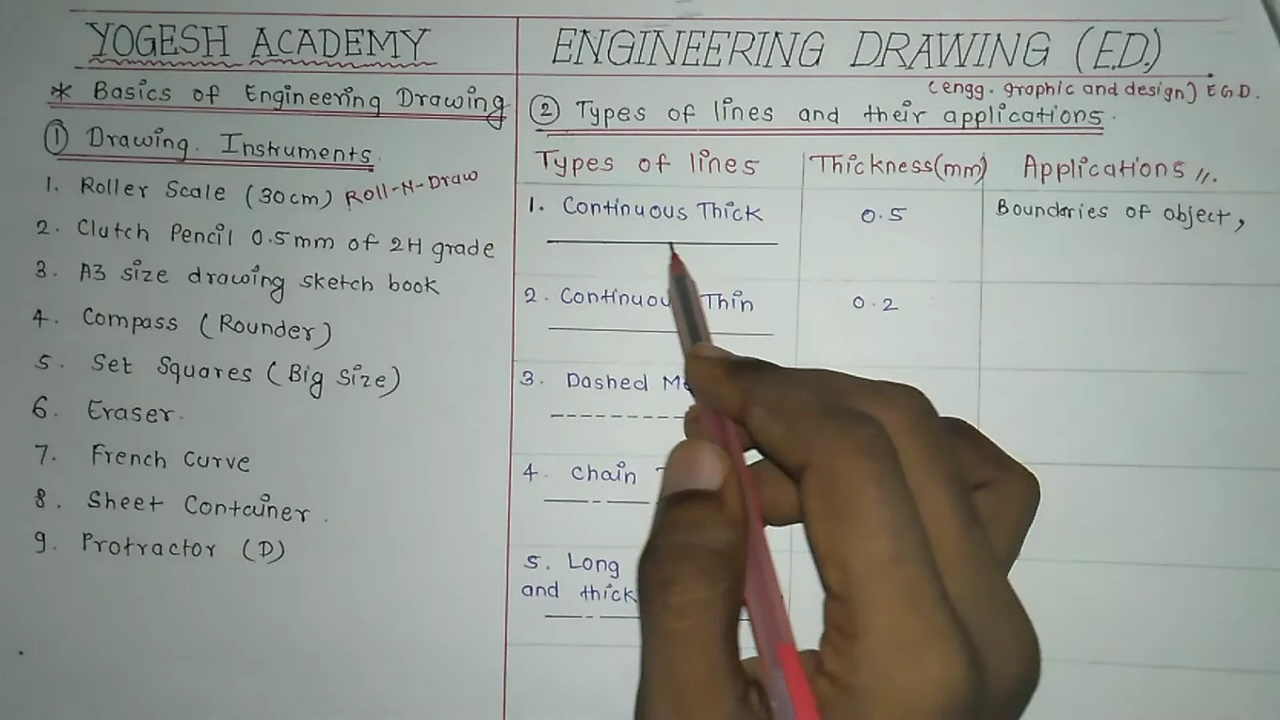 YOGESH ACADEMY
* Basics of Engineering Drawing
① Drawing Instruments.
1. Roller Scale (30cm) Roll-N-Draw
2. Clutch Pencil 0.5mm of 2H grade
3. A3 size drawing sketch book
4. Compass (Rounder)
5. Set Squares (Big size)
6. Eraser.
7. French Curve
8. Sheet Container.
9. Protractor (D)
ENGINEERING DRAWING (E.D.)
(engg. graphic and design) EGD.
② Types of lines and their applications.
Types of lines Thickness(mm) Applications
1. Continuous Thick 0.5 Boundaries of object,
2. Thin 0.2
3. Dashed
4. Chain
5. Long
and thick